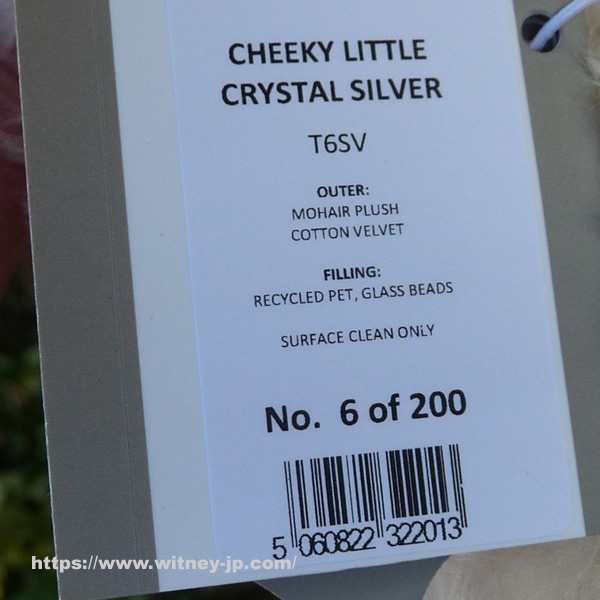 CHEEKY LITTLE
CRYSTAL SILVER
T6SV
OUTER:
MOHAIR PLUSH
COTTON VELVET
FILLING:
RECYCLED PET, GLASS BEADS
SURFACE CLEAN ONLY
No. 6 of 200
5 060822 322013
https://www.witney-jp.com/